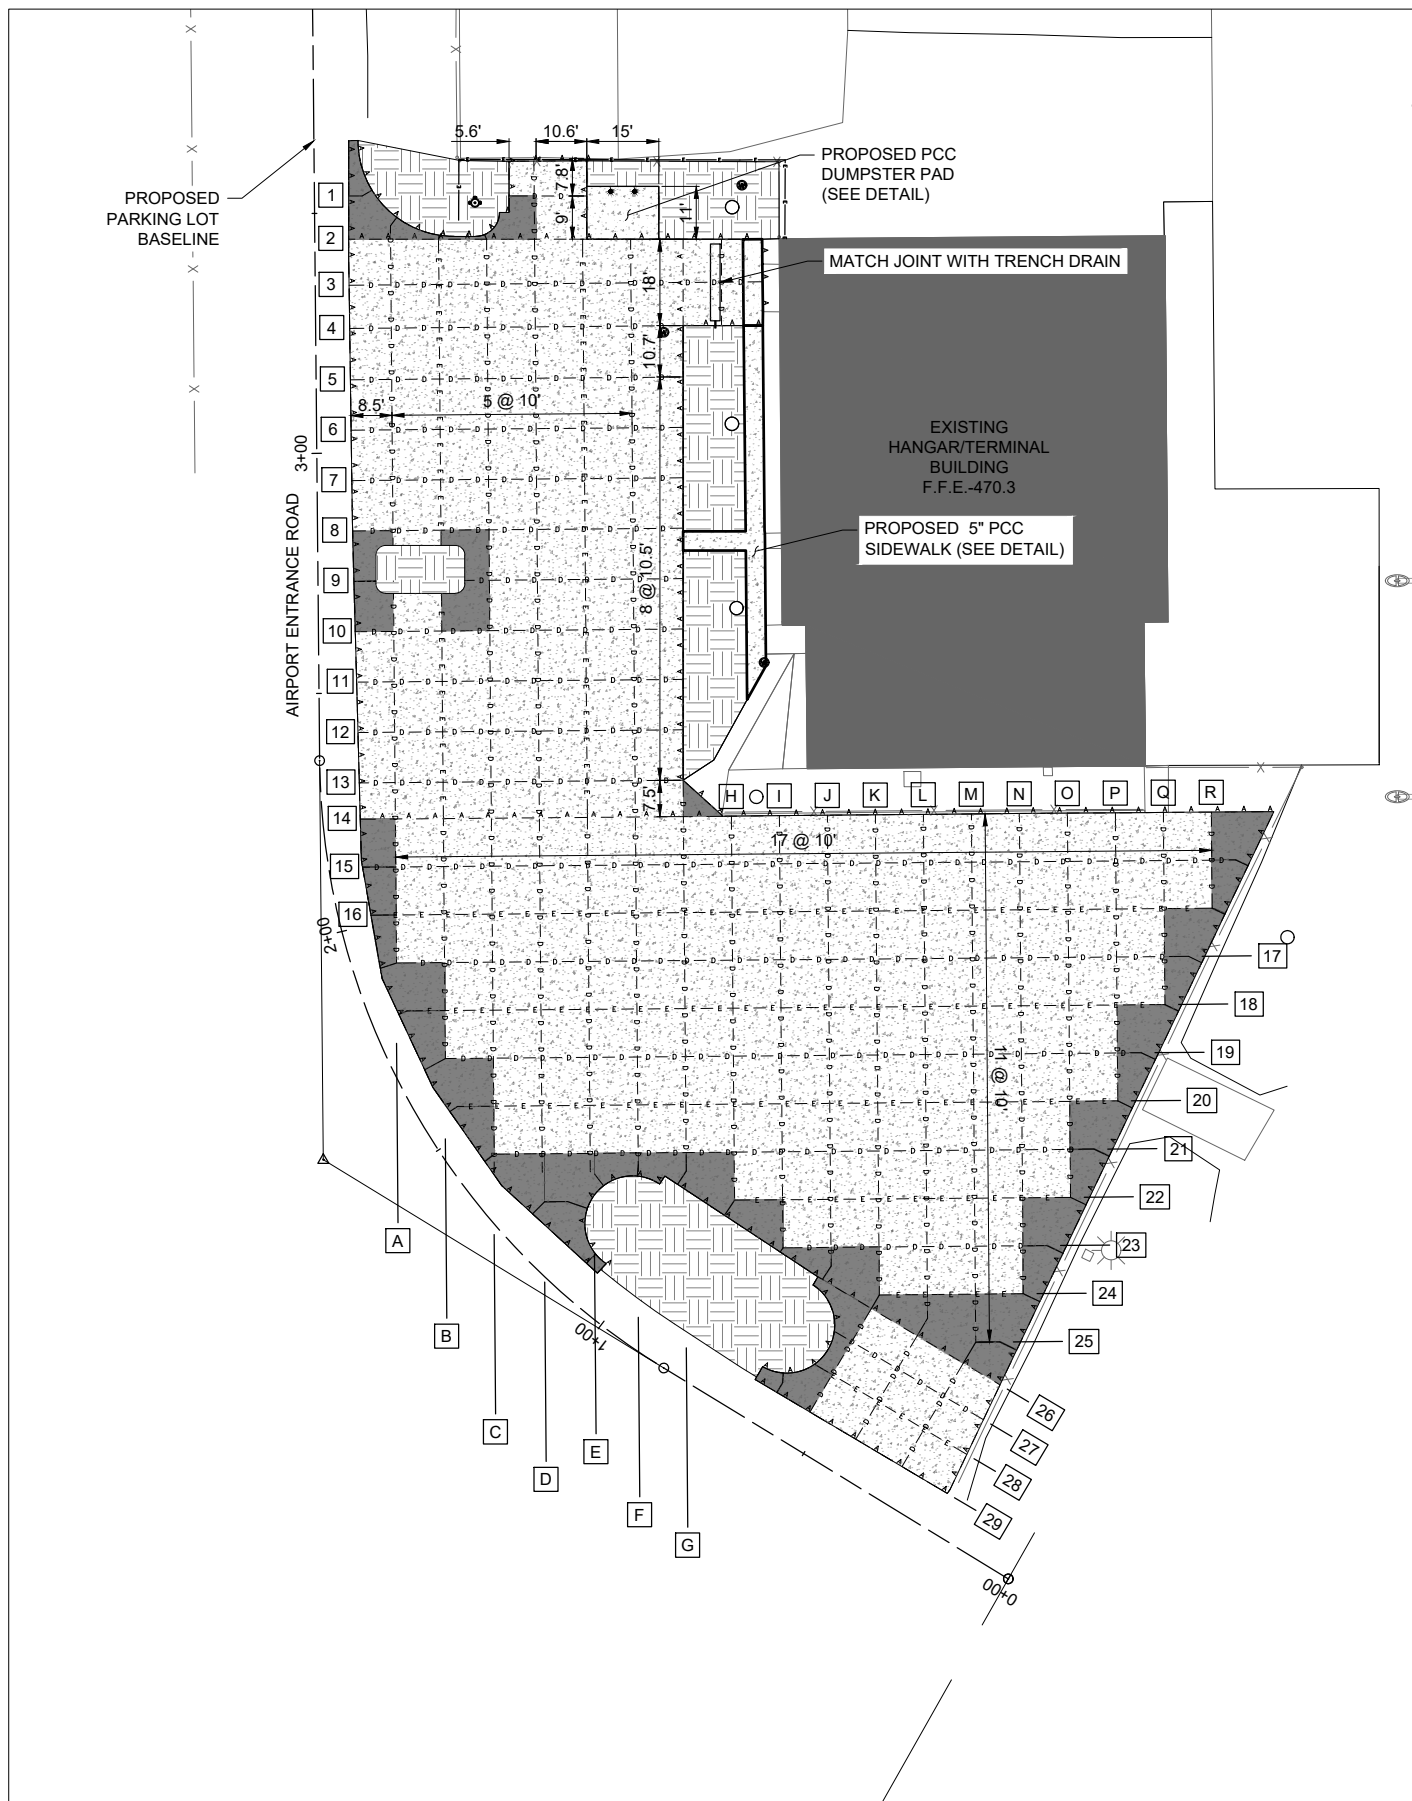 5.6'
10.6'
15'
PROPOSED PCC
DUMPSTER PAD
(SEE DETAIL)
7.8'
9'
11'
PROPOSED
PARKING LOT
BASELINE
1
2
3
4
5
6
7
8
9
10
11
12
13
14
15
16
MATCH JOINT WITH TRENCH DRAIN
18'
10.7'
8.5'
5 @ 10'
3+00
AIRPORT ENTRANCE ROAD
EXISTING
HANGAR/TERMINAL
BUILDING
F.F.E.-470.3
PROPOSED 5" PCC
SIDEWALK (SEE DETAIL)
8 @ 10.5'
7.5'
H
I
J
K
L
M
N
O
P
Q
R
17 @ 10'
2+00
11 @ 10'
17
18
19
20
21
22
23
24
25
26
27
28
29
A
B
C
D
E
F
G
1+00
0+00